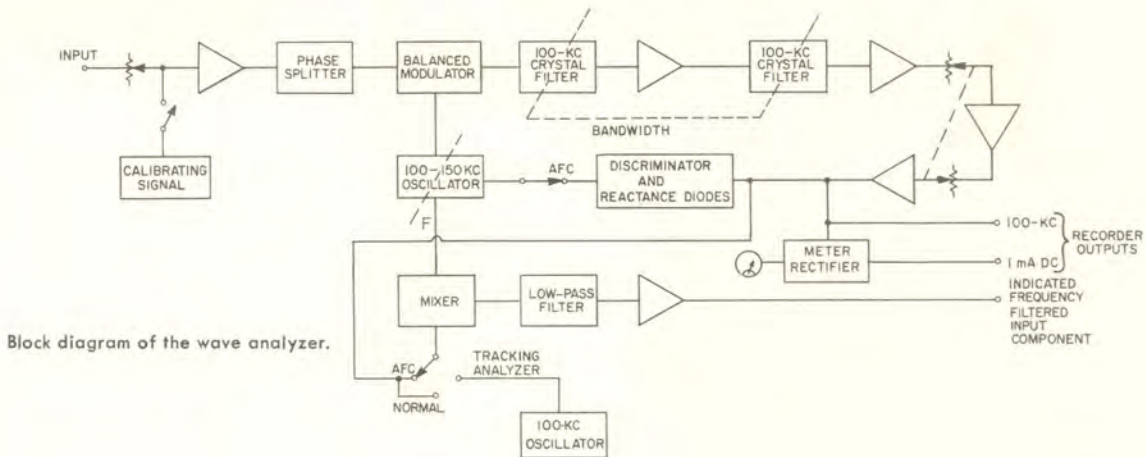 INPUT
PHASE
SPLITTER
BALANCED
MODULATOR
100-KC
CRYSTAL
FILTER
100-KC
CRYSTAL
FILTER
BANDWIDTH
CALIBRATING
SIGNAL
100-150KC
OSCILLATOR
AFC
DISCRIMINATOR
AND
REACTANCE DIODES
F
METER
RECTIFIER
100-KC
1 mA DC
RECORDER
OUTPUTS
MIXER
LOW-PASS
FILTER
INDICATED
FREQUENCY
FILTERED
INPUT
COMPONENT
Block diagram of the wave analyzer.
AFC
TRACKING
ANALYZER
NORMAL
100-KC
OSCILLATOR